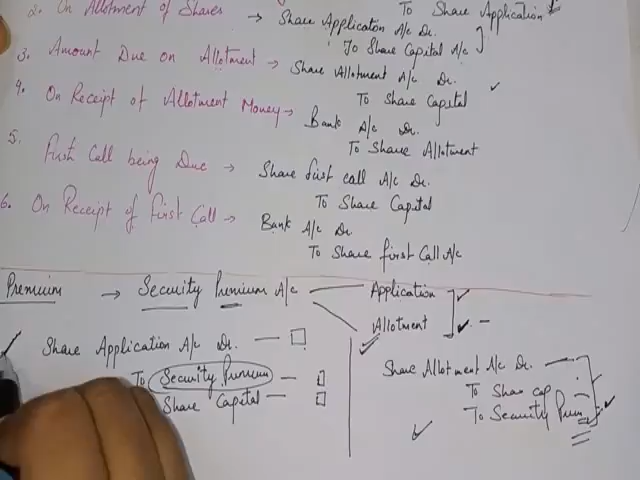 2. On Allotment of Shares → Share Application A/c Dr.
To Share Application
To Share Capital A/c
3. Amount Due on Allotment → Share Allotment A/c Dr.
To Share Capital
4. On Receipt of Allotment Money → Bank A/c Dr.
To Share Allotment
5. First Call being Due → Share first call A/c Dr.
To Share Capital
6. On Receipt of First Call → Bank A/c Dr.
To Share first Call A/c
Premium → Security Premium A/c
Application
Allotment
Share Application A/c Dr.
To Security Premium
Share Capital
Share Allotment A/c Dr.
To Share cap
To Security Prem